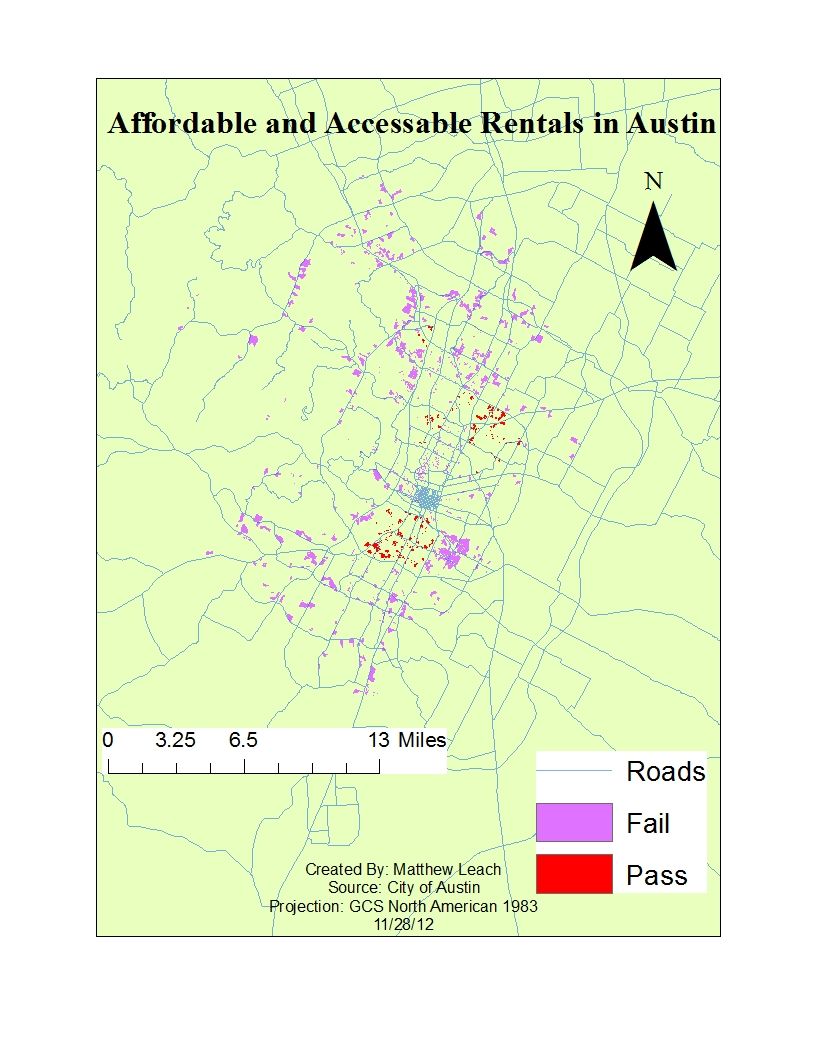 Affordable and Accessable Rentals in Austin
N
0 3.25 6.5 13 Miles
Roads
Fail
Pass
Created By: Matthew Leach
Source: City of Austin
Projection: GCS North American 1983
11/28/12